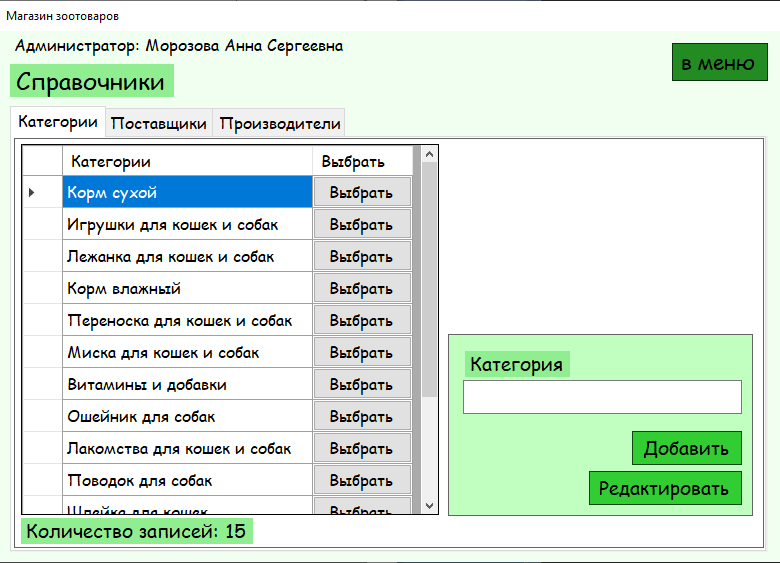 Магазин зоотоваров
Администратор: Морозова Анна Сергеевна
в меню
Справочники
Категории Поставщики Производители
Категории Выбрать
Корм сухой Выбрать
Игрушки для кошек и собак Выбрать
Лежанка для кошек и собак Выбрать
Корм влажный Выбрать
Переноска для кошек и собак Выбрать
Миска для кошек и собак Выбрать
Витамины и добавки Выбрать
Ошейник для собак Выбрать
Лакомства для кошек и собак Выбрать
Поводок для собак Выбрать
Шлейка для кошек Выбрать
Категория
Добавить
Редактировать
Количество записей: 15